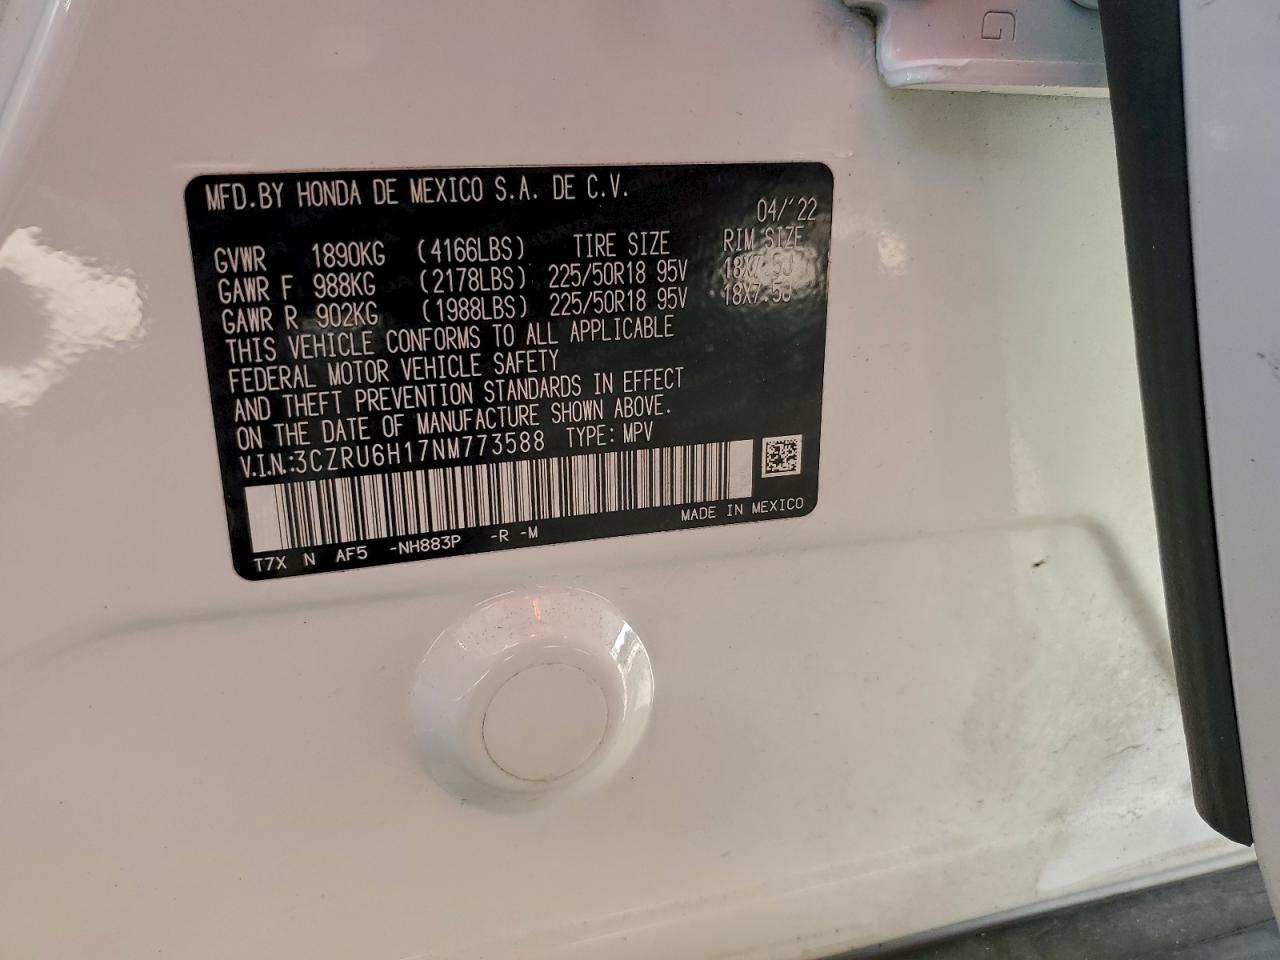 G
MFD.BY HONDA DE MEXICO S.A. DE C.V.
04/'22
GVWR 1890KG (4166LBS) TIRE SIZE RIM SIZE
GAWR F 988KG (2178LBS) 225/50R18 95V 18X7.5J
GAWR R 902KG (1988LBS) 225/50R18 95V 18X7.5J
THIS VEHICLE CONFORMS TO ALL APPLICABLE
FEDERAL MOTOR VEHICLE SAFETY
AND THEFT PREVENTION STANDARDS IN EFFECT
ON THE DATE OF MANUFACTURE SHOWN ABOVE.
V.I.N.:3CZRU6H17NM773588 TYPE: MPV
MADE IN MEXICO
T7X N AF5 -NH883P -R -M